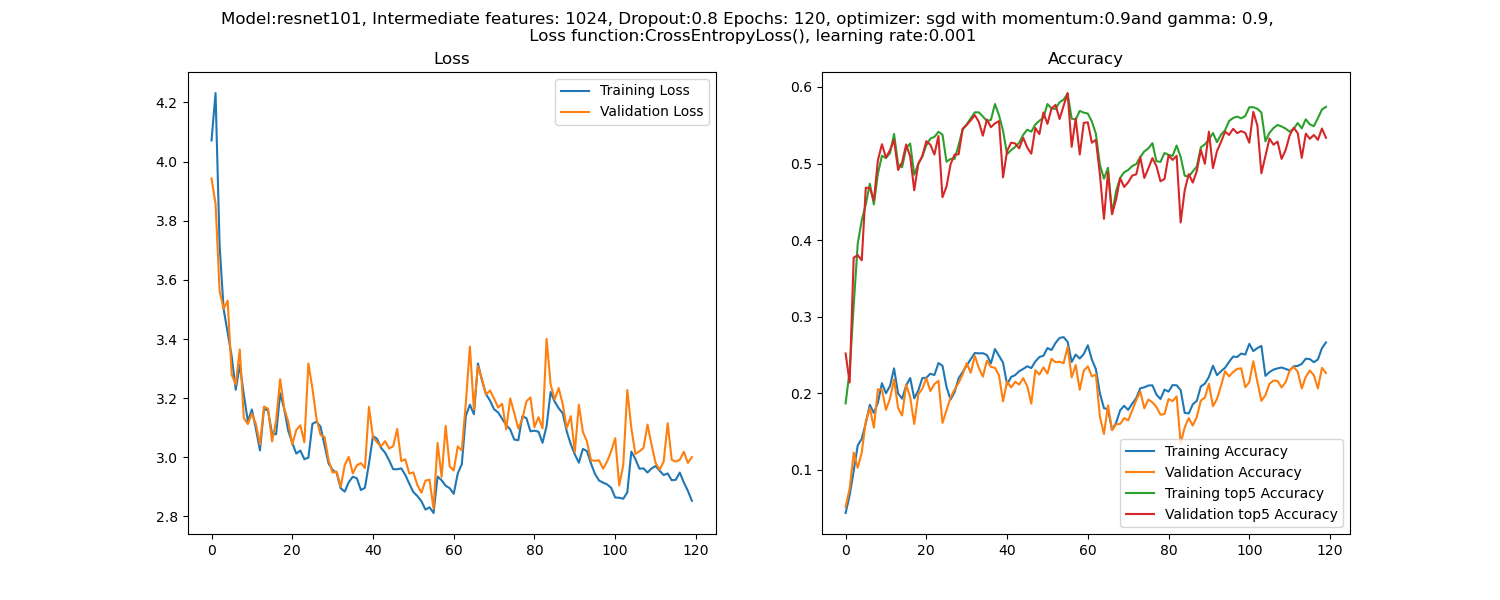 Model:resnet101, Intermediate features: 1024, Dropout:0.8 Epochs: 120, optimizer: sgd with momentum:0.9and gamma: 0.9,
Loss function:CrossEntropyLoss(), learning rate:0.001
Loss
Training Loss
Validation Loss
4.2
4.0
3.8
3.6
3.4
3.2
3.0
2.8
0
20
40
60
80
100
120
Accuracy
0.6
0.5
0.4
0.3
0.2
0.1
Training Accuracy
Validation Accuracy
Training top5 Accuracy
Validation top5 Accuracy
0
20
40
60
80
100
120